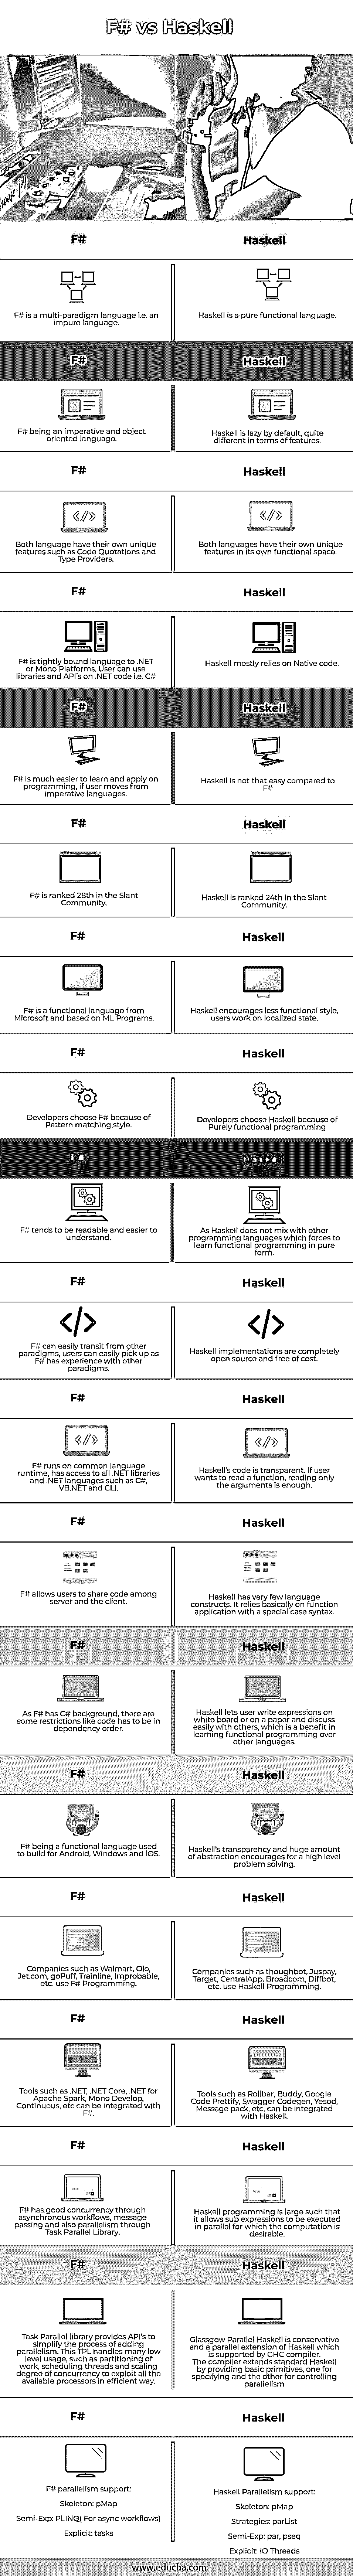 F# vs Haskell
F#
Haskell
F# is a multi-paradigm language i.e. an
impure language.
Haskell is a pure functional language.
F#
Haskell
F# being an imperative and object
oriented language.
Haskell is lazy by default, quite
different in terms of features.
F#
Haskell
Both language have their own unique
features such as Code Quotations and
Type Providers.
Both languages have their own unique
features in its own functional space.
F#
Haskell
F# is tightly bound language to .NET
or Mono Platforms. User can use
libraries and API's on .NET code i.e. C#
Haskell mostly relies on Native code.
F#
Haskell
F# is much easier to learn and apply on
programming, if user moves from
imperative languages.
Haskell is not that easy compared to
F#
F#
Haskell
F# is ranked 28th in the Slant
Community.
Haskell is ranked 24th in the Slant
Community.
F#
Haskell
F# is a functional language from
Microsoft and based on ML Programs.
Haskell encourages less functional style,
users work on localized state.
F#
Haskell
Developers choose F# because of
Pattern matching style.
Developers choose Haskell because of
Purely functional programming
F#
Haskell
F# tends to be readable and easier to
understand.
As Haskell does not mix with other
programming languages which forces to
learn functional programming in pure
form.
F#
Haskell
F# can easily transit from other
paradigms, users can easily pick up as
F# has experience with other
paradigms.
Haskell implementations are completely
open source and free of cost.
F#
Haskell
F# runs on common language
runtime, has access to all .NET libraries
and .NET languages such as C#,
VB.NET and CLI.
Haskell's code is transparent. If user
wants to read a function, reading only
the arguments is enough.
F#
Haskell
F# allows users to share code among
server and the client.
Haskell has very few language
constructs. It relies basically on function
application with a special case syntax.
F#
Haskell
As F# has C# background, there are
some restrictions like code has to be in
dependency order.
Haskell lets user write expressions on
white board or on a paper and discuss
easily with others, which is a benefit in
learning functional programming over
other languages.
F#
Haskell
F# being a functional language used
to build for Android, Windows and iOS.
Haskell's transparency and huge amount
of abstraction encourages for a high level
problem solving.
F#
Haskell
Companies such as Walmart, Olo,
Jet.com, goPuff, Trainline, Improbable,
etc. use F# Programming.
Companies such as thoughbot, Juspay,
Target, CentralApp, Broadcom, Diffbot,
etc. use Haskell Programming.
F#
Haskell
Tools such as .NET, .NET Core, .NET for
Apache Spark, Mono Develop,
Continuous, etc can be integrated with
F#.
Tools such as Rollbar, Buddy, Google
Code Prettify, Swagger Codegen, Yesod,
Message pack, etc. can be integrated
with Haskell.
F#
Haskell
F# has good concurrency through
asynchronous workflows, message
passing and also parallelism through
Task Parallel Library.
Haskell programming is large such that
it allows sub expressions to be executed
in parallel for which the computation is
desirable.
F#
Haskell
Task Parallel library provides API's to
simplify the process of adding
parallelism. This TPL handles many low
level usage, such as partitioning of
work, scheduling threads and scaling
degree of concurrency to exploit all the
available processors in efficient way.
Glasgow Parallel Haskell is conservative
and a parallel extension of Haskell which
is supported by GHC compiler.
The compiler extends standard Haskell
by providing basic primitives, one for
specifying and the other for controlling
parallelism
F#
Haskell
F# parallelism support:
Skeleton: pMap
Semi-Exp: PLINQ( For async workflows)
Explicit: tasks
Haskell Parallelism support:
Skeleton: pMap
Strategies: parList
Semi-Exp: par, pseq
Explicit: IO Threads
www.educba.com